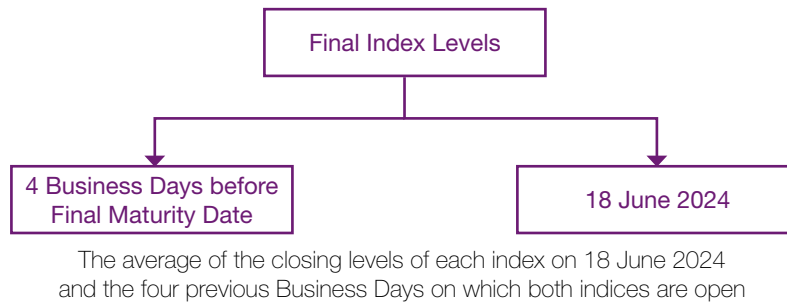 Final Index Levels
4 Business Days before
Final Maturity Date
18 June 2024
The average of the closing levels of each index on 18 June 2024
and the four previous Business Days on which both indices are open